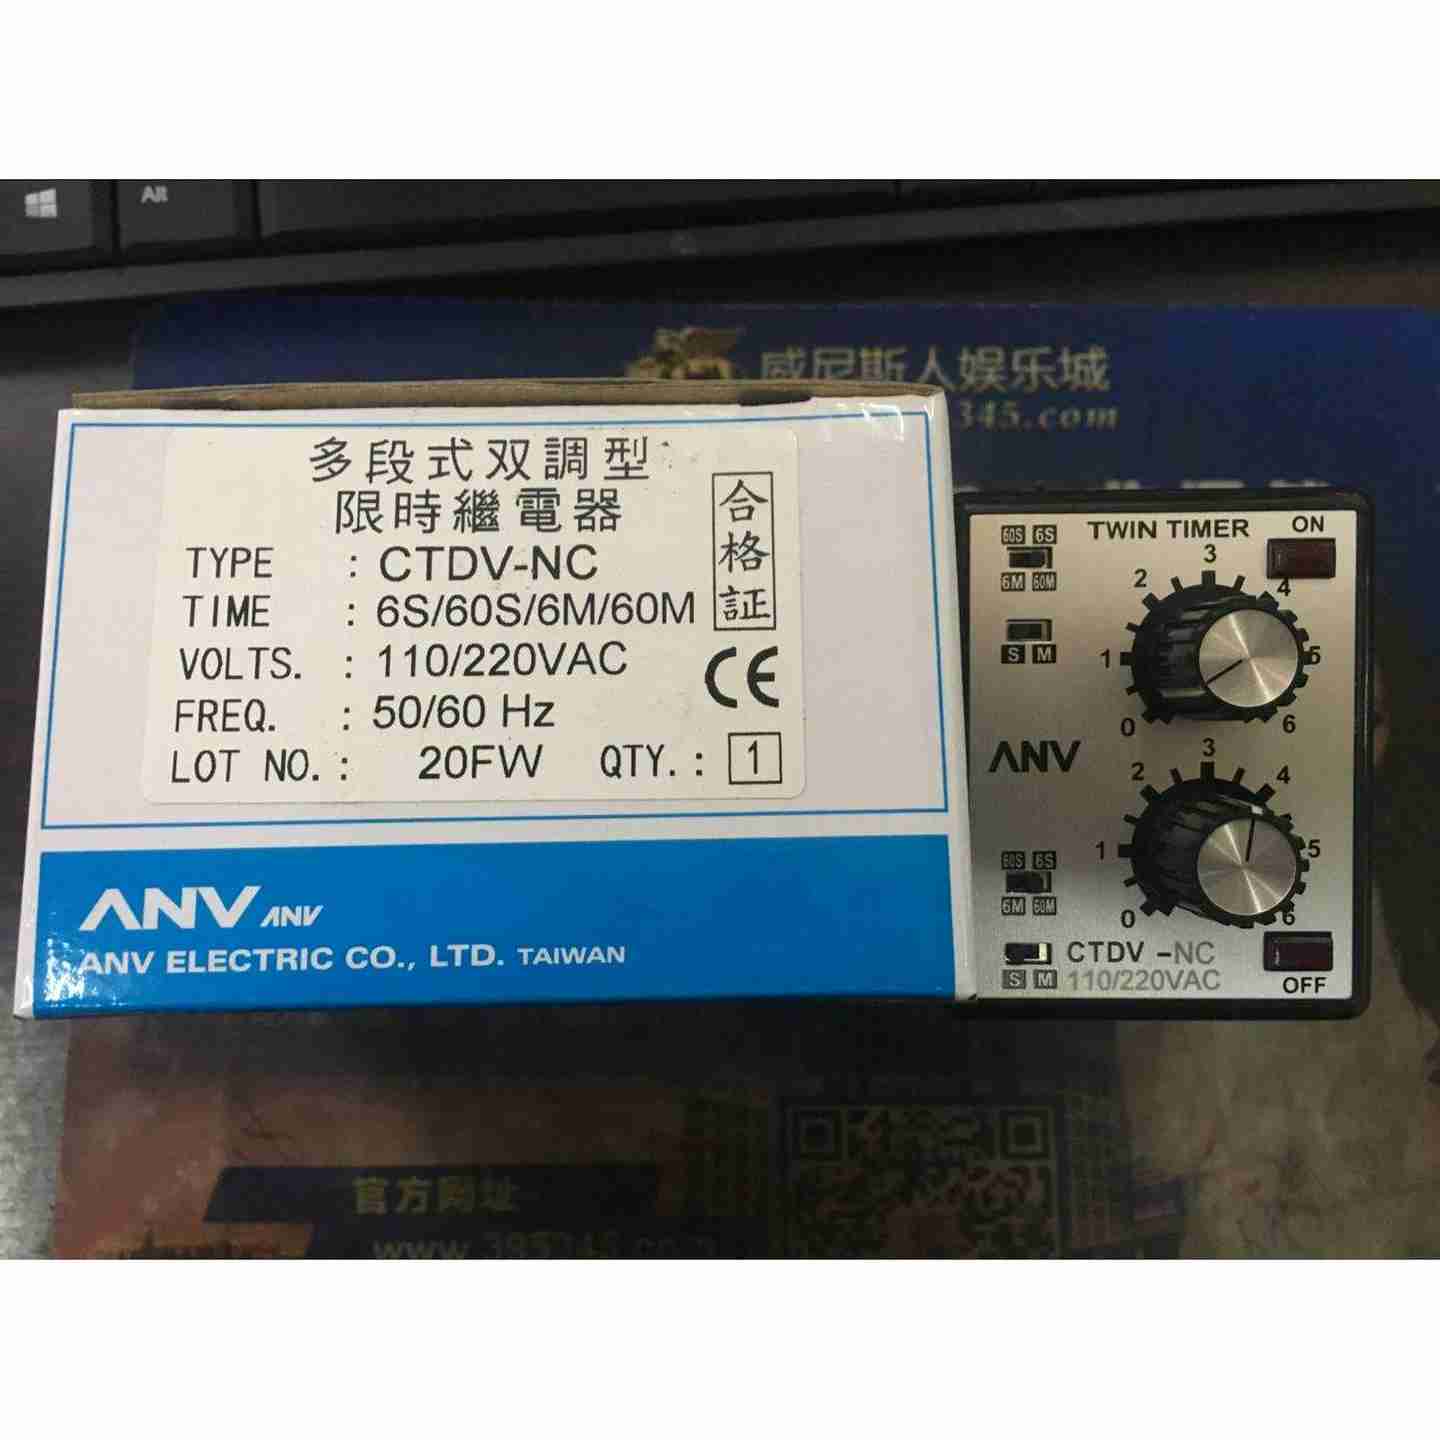 Alt
威尼斯人娱乐城
345.com
多段式双調型
限時繼電器
合格証
TYPE : CTDV-NC
TIME : 6S/60S/6M/60M
VOLTS. : 110/220VAC
FREQ. : 50/60 Hz
LOT NO. : 20FW QTY. : 1
CE
ANV ANV
ANV ELECTRIC CO., LTD. TAIWAN
60S 6S TWIN TIMER ON
6M 60M
S M
0 1 2 3 4 5 6
ANV
0 1 2 3 4 5 6
60S 6S
6M 60M
CTDV -NC
S M 110/220VAC OFF
官方网址